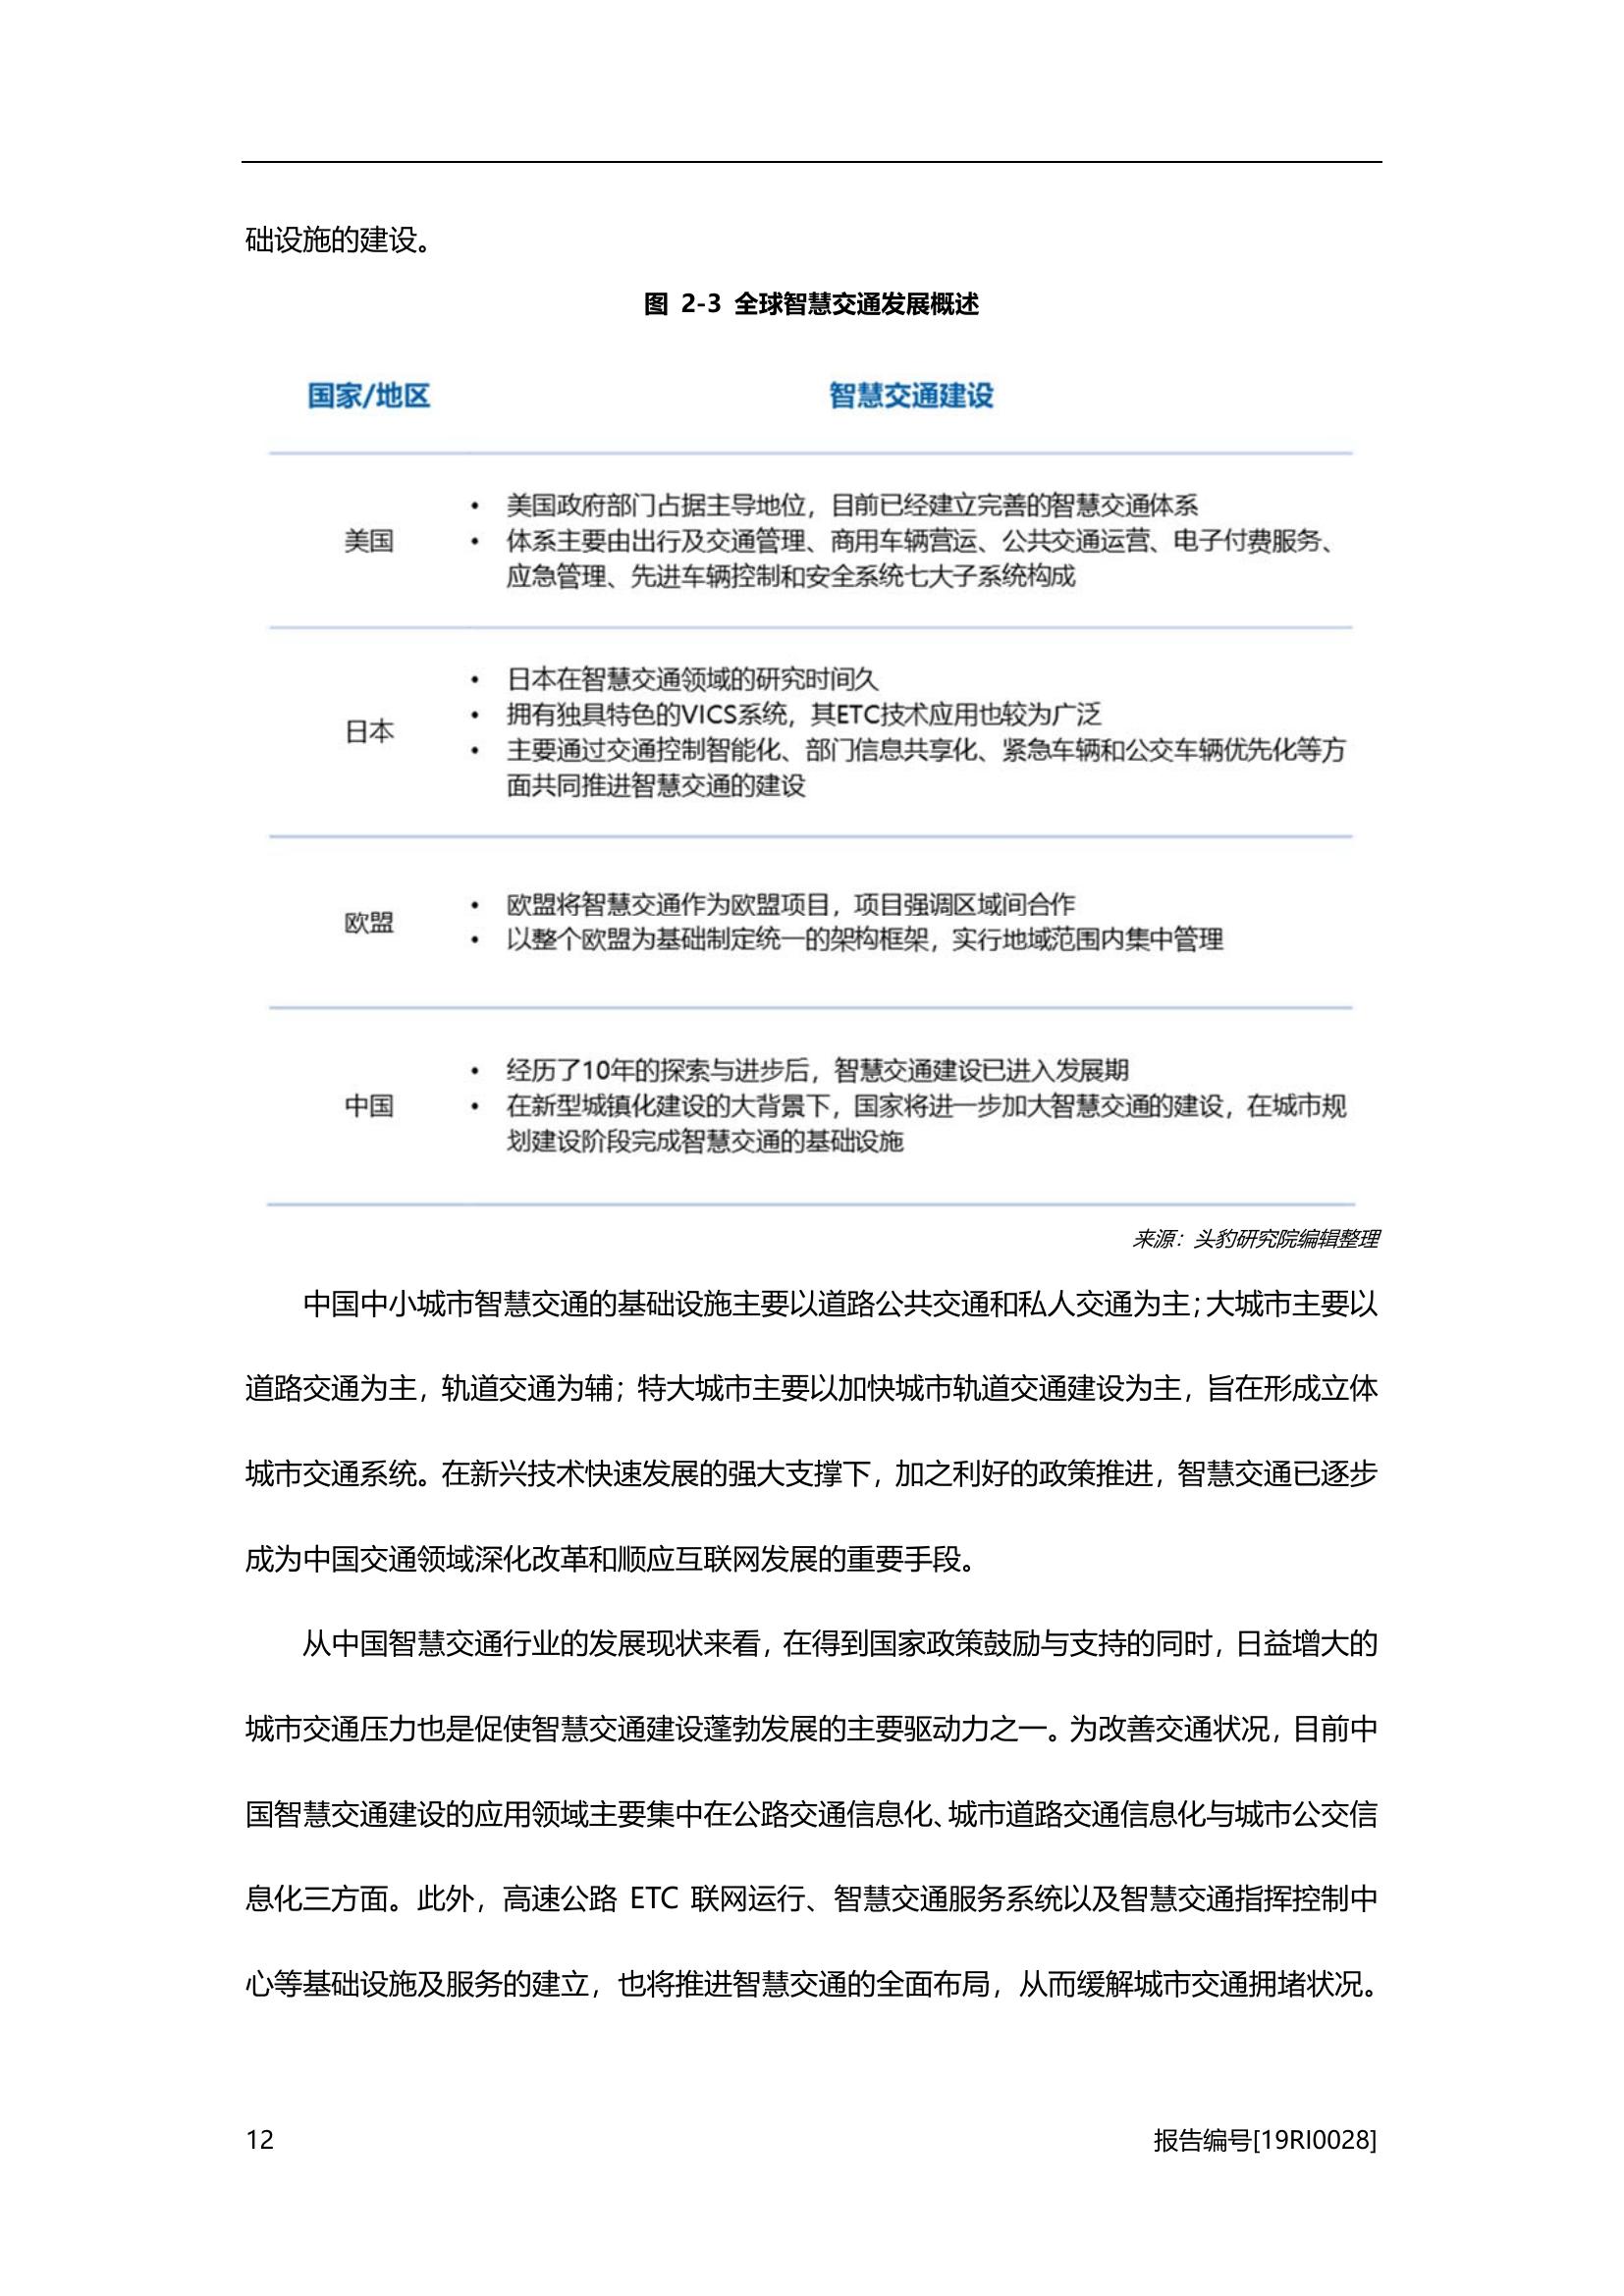 础设施的建设。
图 2-3 全球智慧交通发展概述
国家/地区 智慧交通建设
美国
• 美国政府部门占据主导地位，目前已经建立完善的智慧交通体系
• 体系主要由出行及交通管理、商用车辆营运、公共交通运营、电子付费服务、
应急管理、先进车辆控制和安全系统七大子系统构成
日本
• 日本在智慧交通领域的研究时间久
• 拥有独具特色的VICS系统，其ETC技术应用也较为广泛
• 主要通过交通控制智能化、部门信息共享化、紧急车辆和公交车辆优先化等方
面共同推进智慧交通的建设
欧盟
• 欧盟将智慧交通作为欧盟项目，项目强调区域间合作
• 以整个欧盟为基础制定统一的架构框架，实行地域范围内集中管理
中国
• 经历了10年的探索与进步后，智慧交通建设已进入发展期
• 在新型城镇化建设的大背景下，国家将进一步加大智慧交通的建设，在城市规
划建设阶段完成智慧交通的基础设施
来源：头豹研究院编辑整理
中国中小城市智慧交通的基础设施主要以道路公共交通和私人交通为主；大城市主要以
道路交通为主，轨道交通为辅；特大城市主要以加快城市轨道交通建设为主，旨在形成立体
城市交通系统。在新兴技术快速发展的强大支撑下，加之利好的政策推进，智慧交通已逐步
成为中国交通领域深化改革和顺应互联网发展的重要手段。
从中国智慧交通行业的发展现状来看，在得到国家政策鼓励与支持的同时，日益增大的
城市交通压力也是促使智慧交通建设蓬勃发展的主要驱动力之一。为改善交通状况，目前中
国智慧交通建设的应用领域主要集中在公路交通信息化、城市道路交通信息化与城市公交信
息化三方面。此外，高速公路 ETC 联网运行、智慧交通服务系统以及智慧交通指挥控制中
心等基础设施及服务的建立，也将推进智慧交通的全面布局，从而缓解城市交通拥堵状况。
12 报告编号[19RI0028]